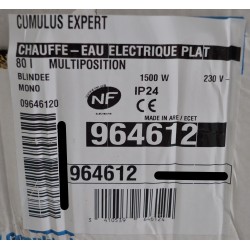 CUMULUS EXPERT
CHAUFFE-EAU ELECTRIQUE PLAT
80 l MULTIPOSITION
BLINDEE 1500 W 230 V~
MONO
09646120 NF IP24
CE
MADE IN ARE / ECET
964612
964612